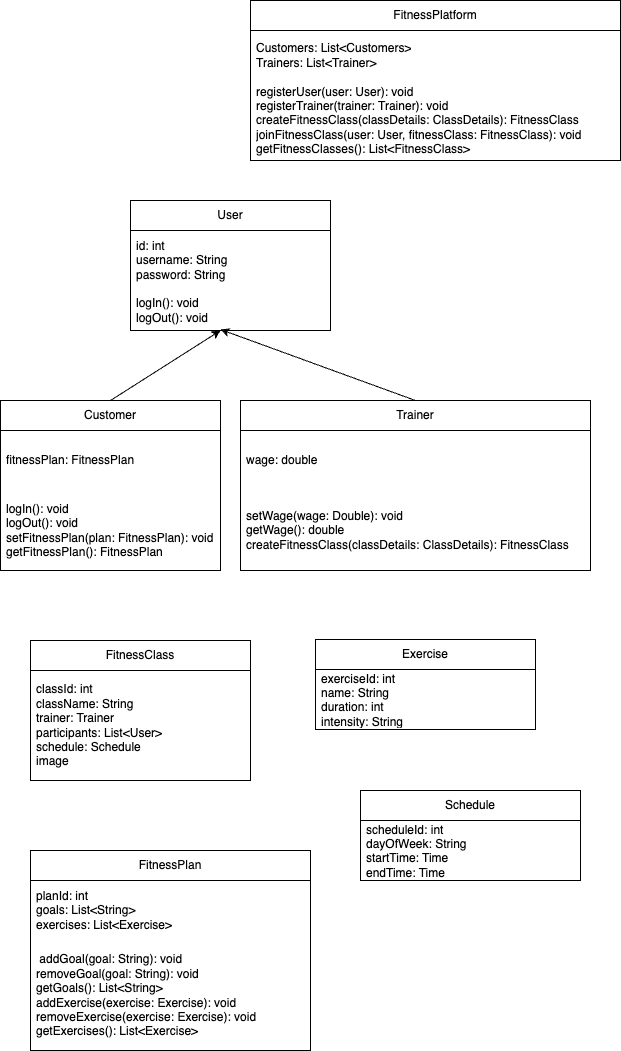 FitnessPlatform
Customers: List<Customers>
Trainers: List<Trainer>
registerUser(user: User): void
registerTrainer(trainer: Trainer): void
createFitnessClass(classDetails: ClassDetails): FitnessClass
joinFitnessClass(user: User, fitnessClass: FitnessClass): void
getFitnessClasses(): List<FitnessClass>
User
id: int
username: String
password: String
logIn(): void
logOut(): void
Customer
fitnessPlan: FitnessPlan
logIn(): void
logOut(): void
setFitnessPlan(plan: FitnessPlan): void
getFitnessPlan(): FitnessPlan
Trainer
wage: double
setWage(wage: Double): void
getWage(): double
createFitnessClass(classDetails: ClassDetails): FitnessClass
FitnessClass
classId: int
className: String
trainer: Trainer
participants: List<User>
schedule: Schedule
image
Exercise
exerciseId: int
name: String
duration: int
intensity: String
Schedule
scheduleId: int
dayOfWeek: String
startTime: Time
endTime: Time
FitnessPlan
planId: int
goals: List<String>
exercises: List<Exercise>
addGoal(goal: String): void
removeGoal(goal: String): void
getGoals(): List<String>
addExercise(exercise: Exercise): void
removeExercise(exercise: Exercise): void
getExercises(): List<Exercise>